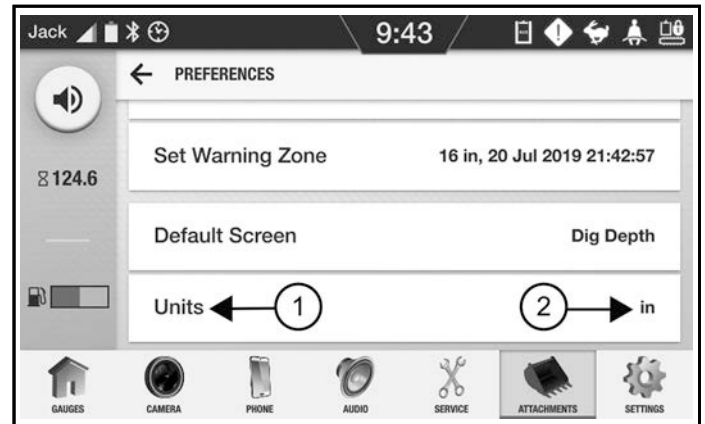 Jack 9:43
← PREFERENCES
Set Warning Zone 16 in, 20 Jul 2019 21:42:57
124.6
Default Screen Dig Depth
Units 1 2 in
GAUGES CAMERA PHONE AUDIO SERVICE ATTACHMENTS SETTINGS